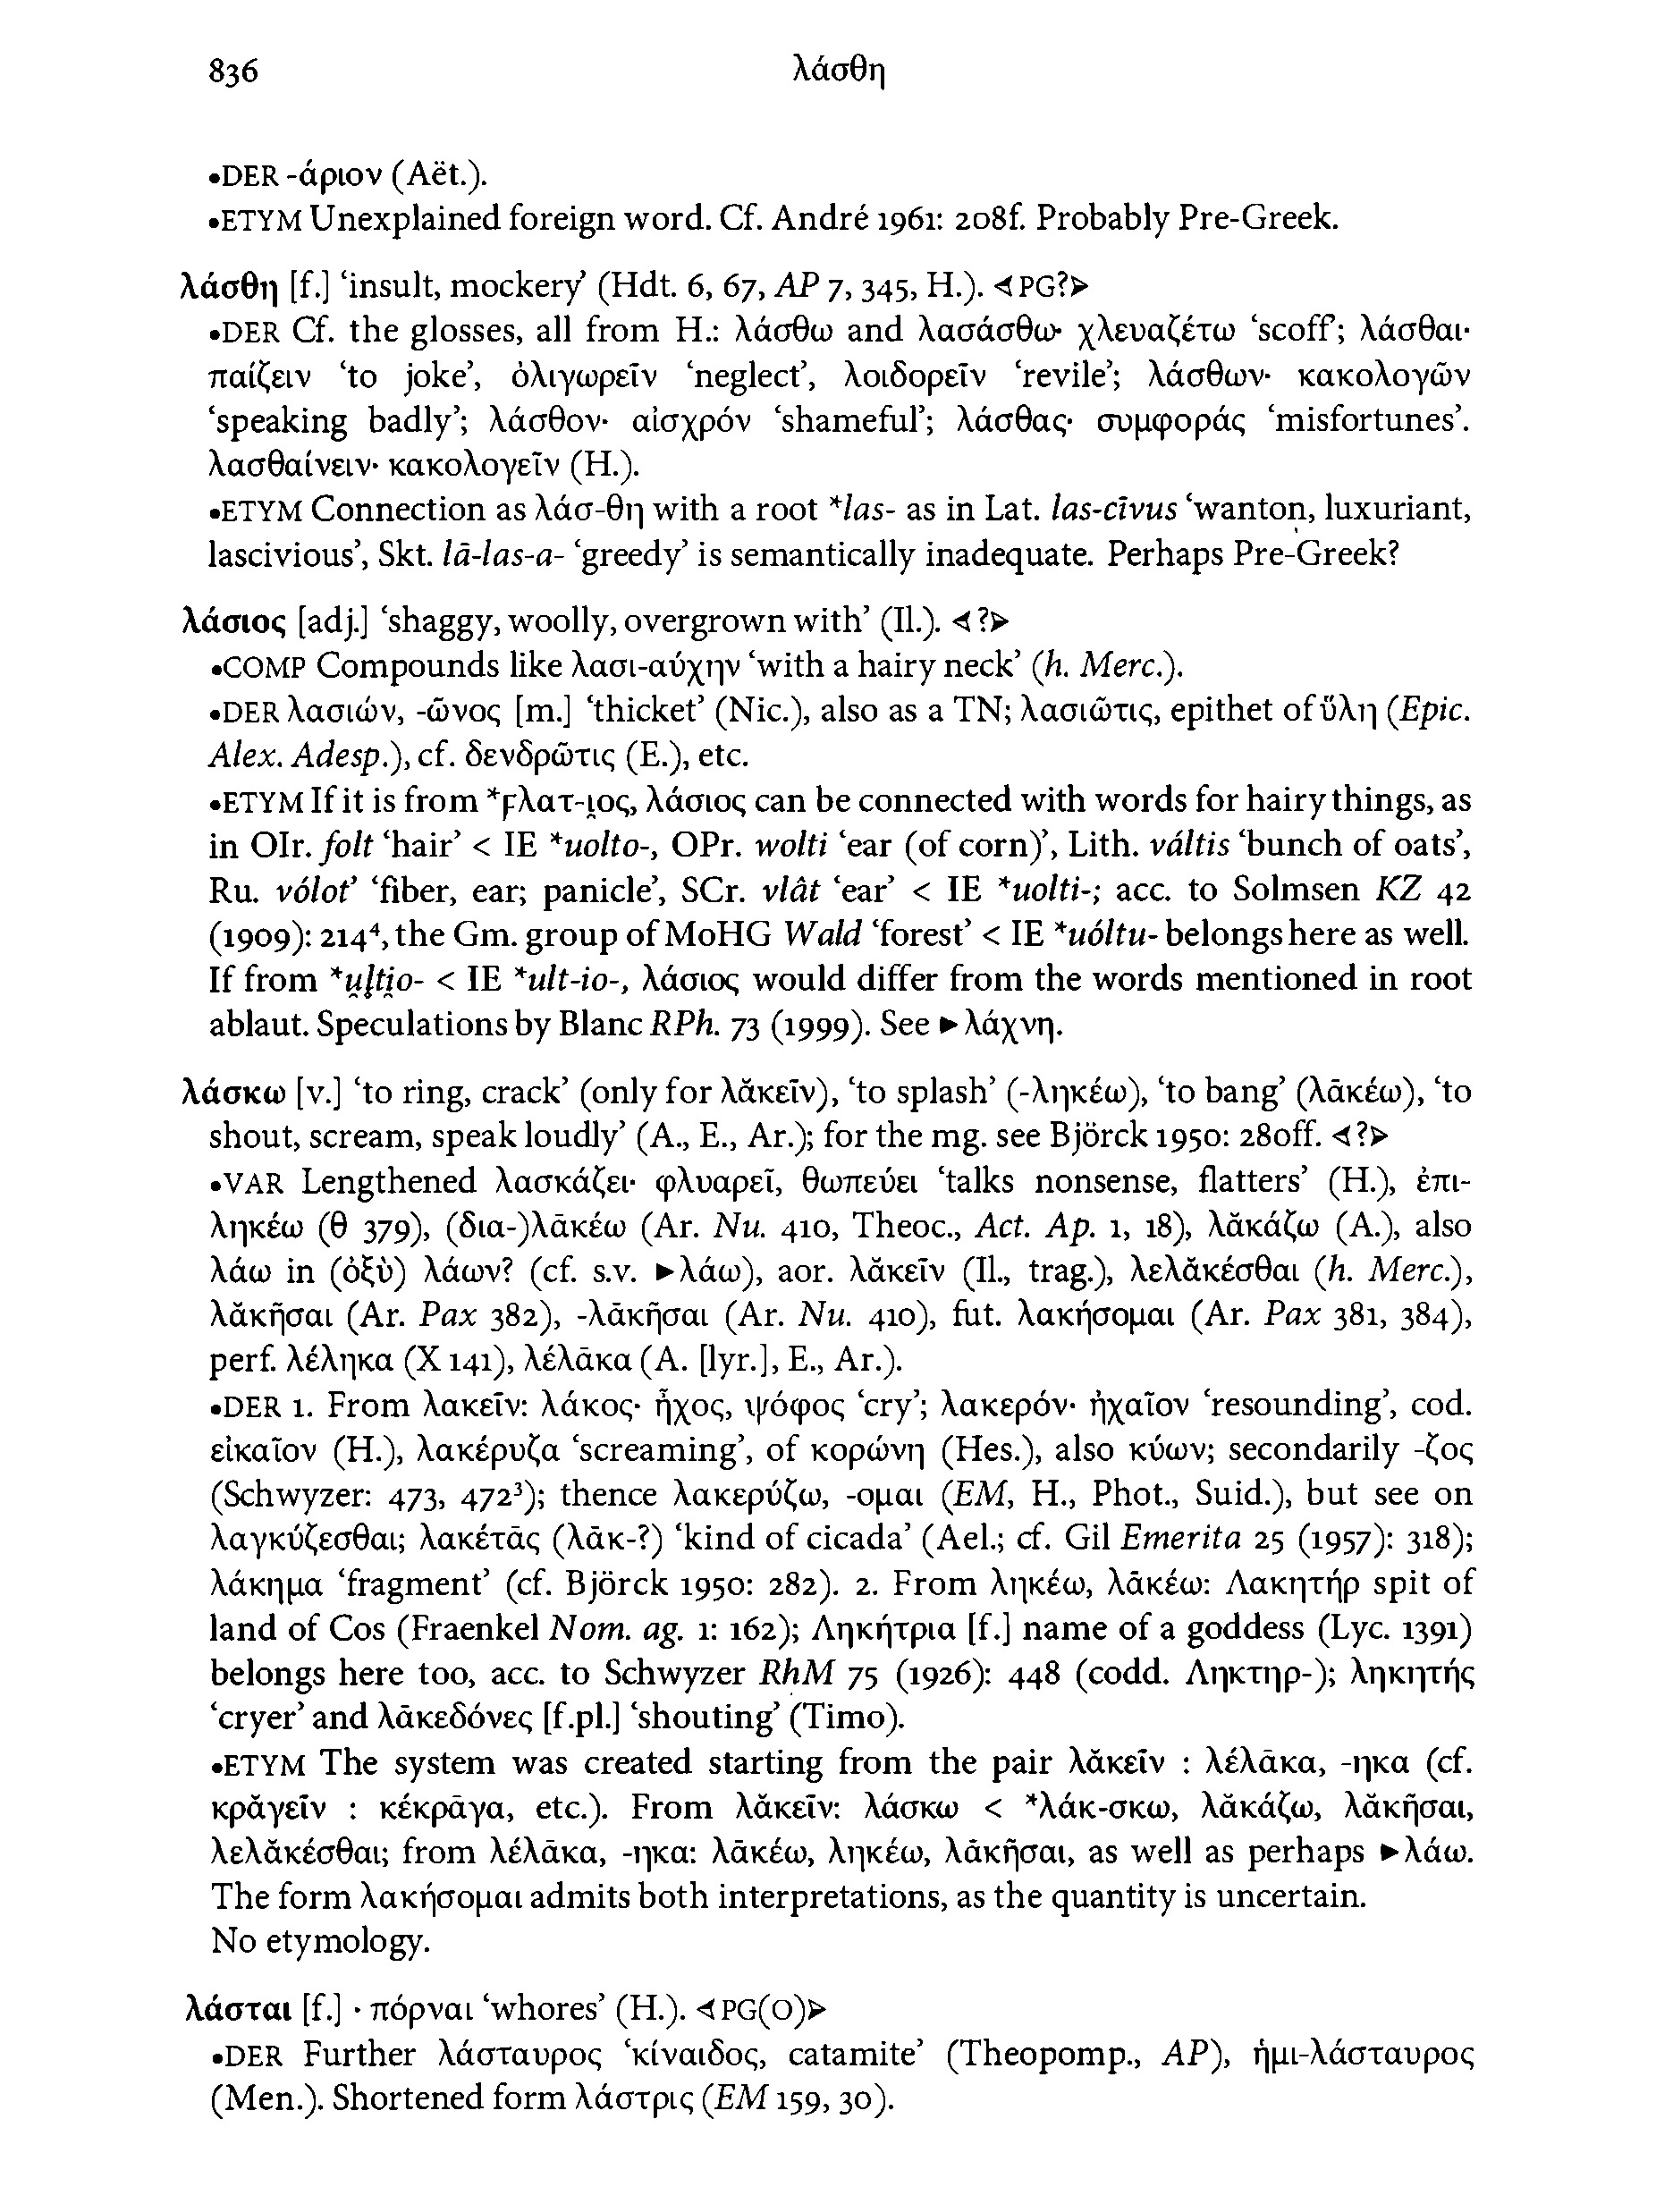 836 λάσθη
•DER -άριον (Aët.).
•ETYM Unexplained foreign word. Cf. André 1961: 208f. Probably Pre-Greek.
λάσθη [f.] ‘insult, mockery’ (Hdt. 6, 67, AP 7, 345, H.). ⊲PG?⊳
•DER Cf. the glosses, all from H.: λάσθω and λασάσθω· χλευαζέτω ‘scoff’; λάσθαι·
παίζειν ‘to joke’, ὀλιγωρεῖν ‘neglect’, λοιδορεῖν ‘revile’; λάσθων· κακολογῶν
‘speaking badly’; λάσθον· αἰσχρόν ‘shameful’; λάσθας· συμφοράς ‘misfortunes’.
λασθαίνειν· κακολογεῖν (H.).
•ETYM Connection as λάσ-θη with a root *las- as in Lat. las-cīvus ‘wanton, luxuriant,
lascivious’, Skt. lā-las-a- ‘greedy’ is semantically inadequate. Perhaps Pre-Greek?
λάσιος [adj.] ‘shaggy, woolly, overgrown with’ (Il.). ⊲?⊳
•COMP Compounds like λασι-αύχην ‘with a hairy neck’ (h. Merc.).
•DER λασιών, -ῶνος [m.] ‘thicket’ (Nic.), also as a TN; λασιῶτις, epithet of ὕλη (Epic.
Alex. Adesp.), cf. δενδρῶτις (E.), etc.
•ETYM If it is from *ϝλατ-ι̯ος, λάσιος can be connected with words for hairy things, as
in OIr. folt ‘hair’ < IE *uolto-, OPr. wolti ‘ear (of corn)’, Lith. váltis ‘bunch of oats’,
Ru. vólot’ ‘fiber, ear; panicle’, SCr. vlât ‘ear’ < IE *uolti-; acc. to Solmsen KZ 42
(1909): 214⁴, the Gm. group of MoHG Wald ‘forest’ < IE *uóltu- belongs here as well.
If from *u̯l̥ti̯o- < IE *ult-io-, λάσιος would differ from the words mentioned in root
ablaut. Speculations by Blanc RPh. 73 (1999). See ►λάχνη.
λάσκω [v.] ‘to ring, crack’ (only for λᾰκεῖν), ‘to splash’ (-ληκέω), ‘to bang’ (λᾱκέω), ‘to
shout, scream, speak loudly’ (A., E., Ar.); for the mg. see Björck 1950: 280ff. ⊲?⊳
•VAR Lengthened λασκάζει· φλυαρεῖ, θωπεύει ‘talks nonsense, flatters’ (H.), ἐπι-
ληκέω (θ 379), (δια-)λᾱκέω (Ar. Nu. 410, Theoc., Act. Ap. 1, 18), λᾰκάζω (A.), also
λάω in (ὀξὺ) λάων? (cf. s.v. ►λάω), aor. λᾰκεῖν (Il., trag.), λελᾰκέσθαι (h. Merc.),
λᾰκῆσαι (Ar. Pax 382), -λᾱκῆσαι (Ar. Nu. 410), fut. λακήσομαι (Ar. Pax 381, 384),
perf. λέληκα (X 141), λέλᾱκα (A. [lyr.], E., Ar.).
•DER 1. From λακεῖν: λάκος· ἦχος, ψόφος ‘cry’; λακερόν· ἠχαῖον ‘resounding’, cod.
εἰκαῖον (H.), λακέρυζα ‘screaming’, of κορώνη (Hes.), also κύων; secondarily -ζος
(Schwyzer: 473, 472³); thence λακερύζω, -ομαι (EM, H., Phot., Suid.), but see on
λαγκύζεσθαι; λακέτᾱς (λᾱκ-?) ‘kind of cicada’ (Ael.; cf. Gil Emerita 25 (1957): 318);
λάκημα ‘fragment’ (cf. Björck 1950: 282). 2. From ληκέω, λᾱκέω: Λακητήρ spit of
land of Cos (Fraenkel Nom. ag. 1: 162); Ληκήτρια [f.] name of a goddess (Lyc. 1391)
belongs here too, acc. to Schwyzer RhM 75 (1926): 448 (codd. Ληκτηρ-); ληκητής
‘cryer’ and λᾱκεδόνες [f.pl.] ‘shouting’ (Timo).
•ETYM The system was created starting from the pair λᾰκεῖν : λέλᾱκα, -ηκα (cf.
κρᾰγεῖν : κέκρᾱγα, etc.). From λᾰκεῖν: λάσκω < *λάκ-σκω, λᾰκάζω, λᾰκῆσαι,
λελᾰκέσθαι; from λέλᾱκα, -ηκα: λᾱκέω, ληκέω, λᾱκῆσαι, as well as perhaps ►λάω.
The form λακήσομαι admits both interpretations, as the quantity is uncertain.
No etymology.
λάσται [f.] · πόρναι ‘whores’ (H.). ⊲PG(O)⊳
•DER Further λάσταυρος ‘κίναιδος, catamite’ (Theopomp., AP), ἡμι-λάσταυρος
(Men.). Shortened form λάστρις (EM 159, 30).